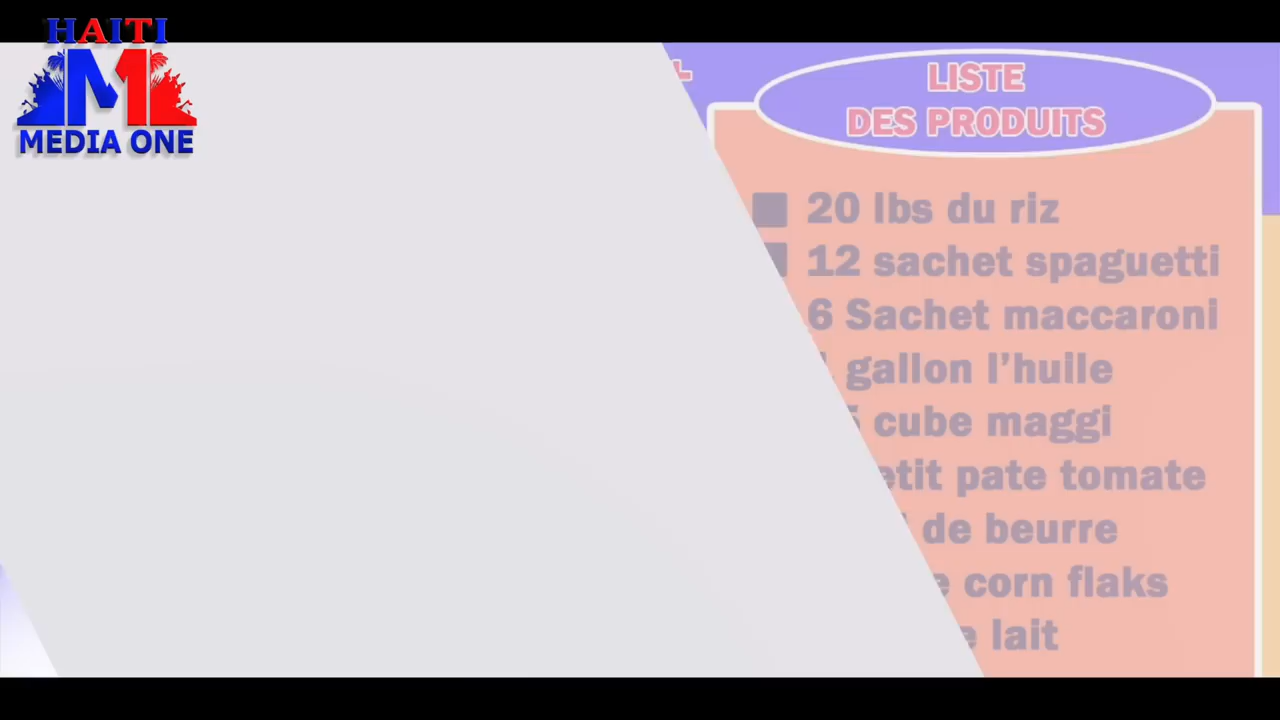 HAITI
MEDIA ONE
LISTE
DES PRODUITS
20 lbs du riz
12 sachet spaguetti
6 Sachet maccaroni
gallon l'huile
cube maggi
pate tomate
de beurre
corn flaks
lait